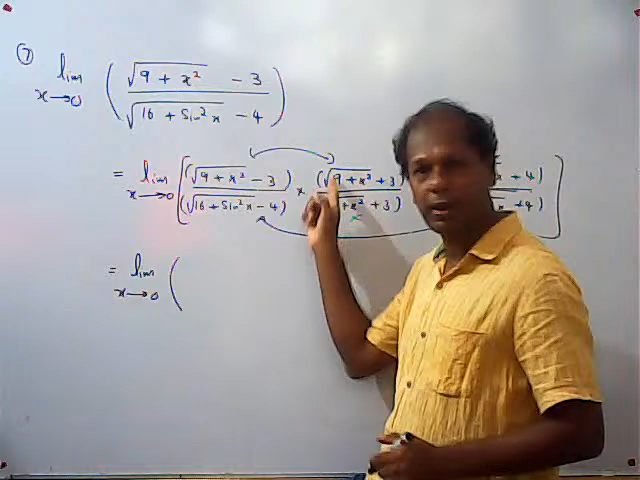 ⑦ lim x→0 ( (√(9 + x²) - 3) / (√(16 + Sin²x) - 4) )
= lim x→0 [ (√(9 + x²) - 3) / (√(16 + Sin²x - 4) × (√(9 + x² + 3) / + x² + 3) x + 4) / x + 4) ]
= lim x→0 (